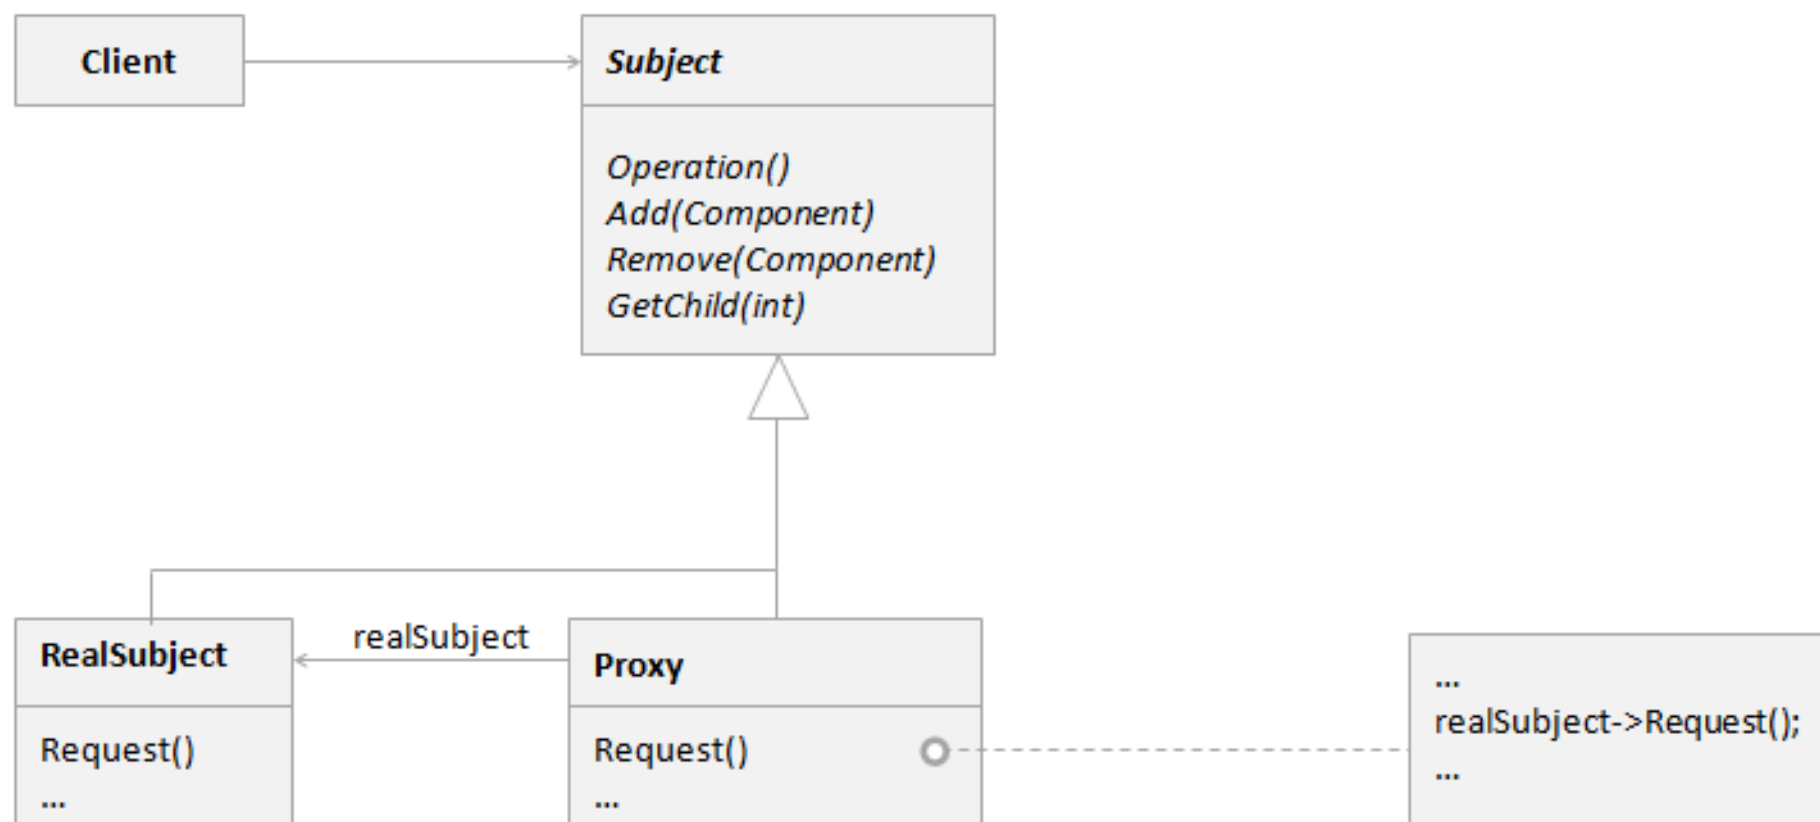 Client
Subject
Operation()
Add(Component)
Remove(Component)
GetChild(int)
RealSubject
Request()
...
realSubject
Proxy
Request()
...
...
realSubject->Request();
...